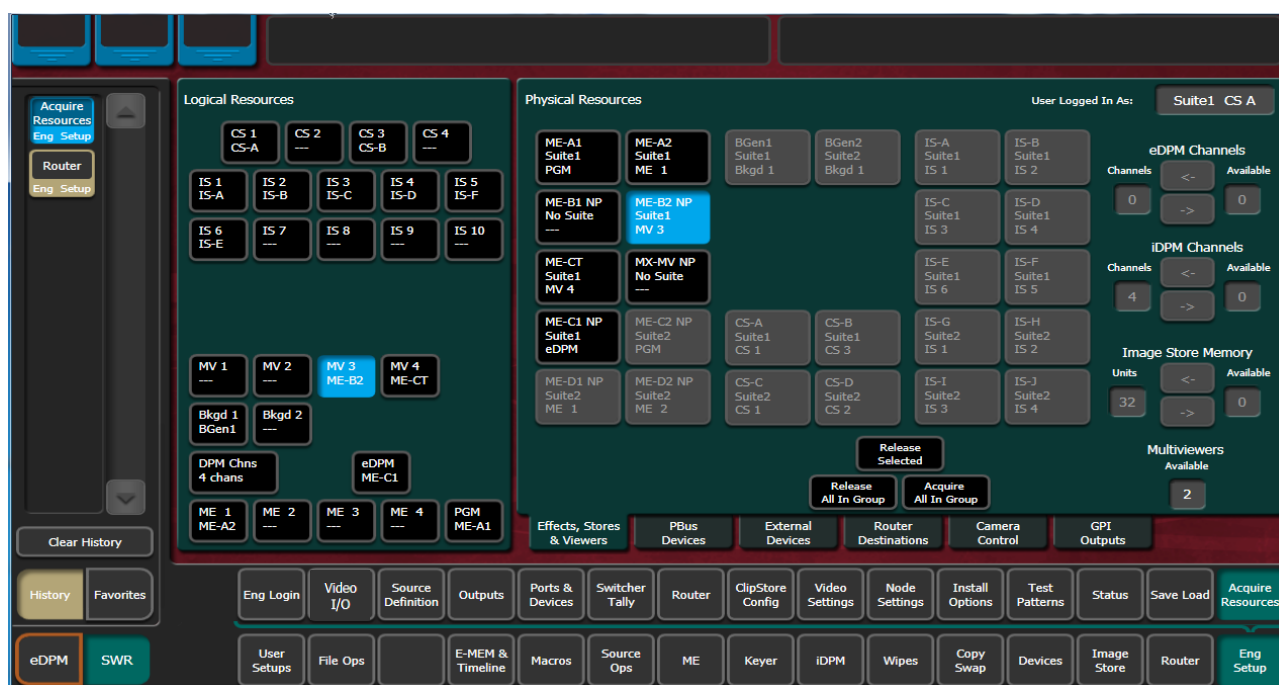 Acquire
Resources
Eng Setup
Router
Eng Setup
Clear History
History
Favorites
eDPM
SWR
Logical Resources
CS 1
CS-A
CS 2
---
CS 3
CS-B
CS 4
---
IS 1
IS-A
IS 2
IS-B
IS 3
IS-C
IS 4
IS-D
IS 5
IS-F
IS 6
IS-E
IS 7
---
IS 8
---
IS 9
---
IS 10
---
MV 1
---
MV 2
---
MV 3
ME-B2
MV 4
ME-CT
Bkgd 1
BGen1
Bkgd 2
---
DPM Chns
4 chans
eDPM
ME-C1
ME 1
ME-A2
ME 2
---
ME 3
---
ME 4
---
PGM
ME-A1
Physical Resources
User Logged In As:
Suite1 CS A
ME-A1
Suite1
PGM
ME-A2
Suite1
ME 1
BGen1
Suite1
Bkgd 1
BGen2
Suite2
Bkgd 1
IS-A
Suite1
IS 1
IS-B
Suite1
IS 2
ME-B1 NP
No Suite
---
ME-B2 NP
Suite1
MV 3
IS-C
Suite1
IS 3
IS-D
Suite1
IS 4
ME-CT
Suite1
MV 4
MX-MV NP
No Suite
---
IS-E
Suite1
IS 6
IS-F
Suite1
IS 5
ME-C1 NP
Suite1
eDPM
ME-C2 NP
Suite2
PGM
CS-A
Suite1
CS 1
CS-B
Suite1
CS 3
IS-G
Suite2
IS 1
IS-H
Suite2
IS 2
ME-D1 NP
Suite2
ME 1
ME-D2 NP
Suite2
ME 2
CS-C
Suite2
CS 1
CS-D
Suite2
CS 2
IS-I
Suite2
IS 3
IS-J
Suite2
IS 4
Release
Selected
Release
All In Group
Acquire
All In Group
eDPM Channels
Channels
<-
Available
0
->
0
iDPM Channels
Channels
<-
Available
4
->
0
Image Store Memory
Units
<-
Available
32
->
0
Multiviewers
Available
2
Effects, Stores
& Viewers
PBus
Devices
External
Devices
Router
Destinations
Camera
Control
GPI
Outputs
Eng Login
Video
I/O
Source
Definition
Outputs
Ports &
Devices
Switcher
Tally
Router
ClipStore
Config
Video
Settings
Node
Settings
Install
Options
Test
Patterns
Status
Save Load
Acquire
Resources
User
Setups
File Ops
E-MEM &
Timeline
Macros
Source
Ops
ME
Keyer
iDPM
Wipes
Copy
Swap
Devices
Image
Store
Router
Eng
Setup